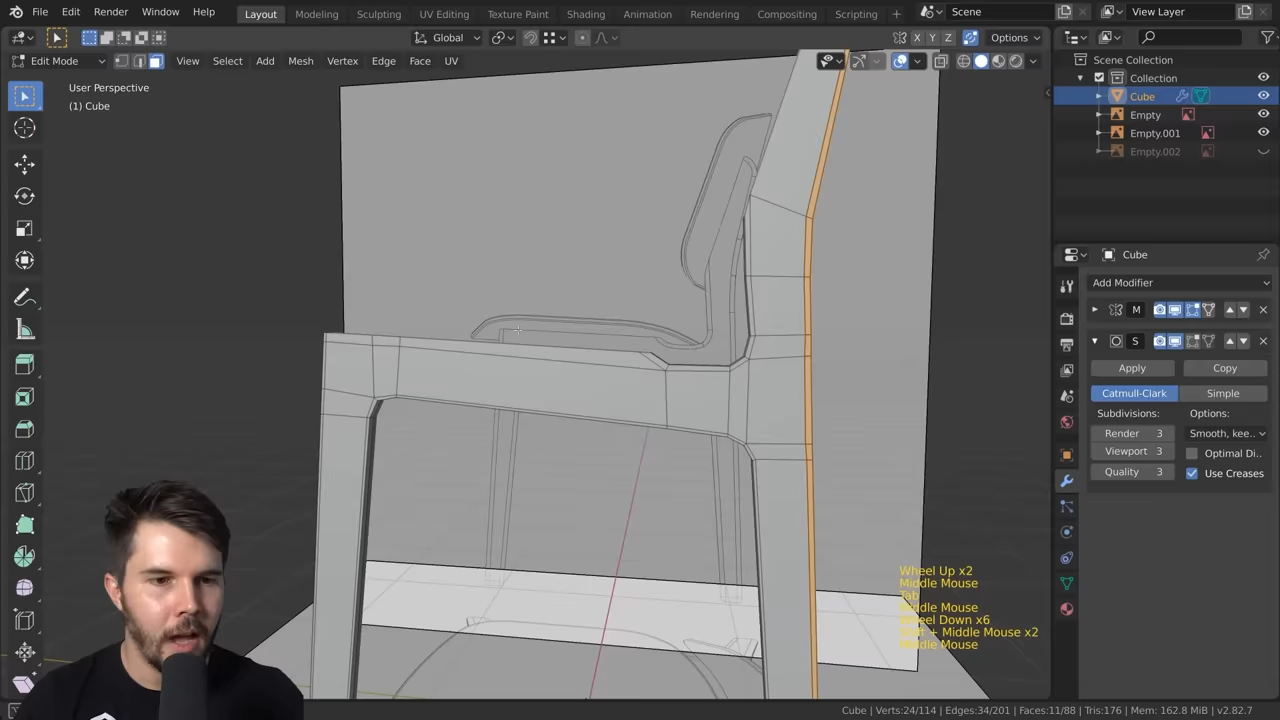 File Edit Render Window Help
Layout Modeling Sculpting UV Editing Texture Paint Shading Animation Rendering Compositing Scripting +
Scene
View Layer
Global
X Y Z
Options
Edit Mode View Select Add Mesh Vertex Edge Face UV
User Perspective
(1) Cube
Scene Collection
Collection
Cube
Empty
Empty.001
Empty.002
Cube
Add Modifier
M
S
Apply Copy
Catmull-Clark Simple
Subdivisions: Options:
Render 3 Smooth, kee..
Viewport 3 Optimal Di..
Quality 3 Use Creases
Wheel Up x2
Middle Mouse
Tab
Middle Mouse
Wheel Down x6
Shift + Middle Mouse x2
Middle Mouse
Cube | Verts:24/114 | Edges:34/201 | Faces:11/88 | Tris:176 | Mem: 162.8 MiB | v2.82.7